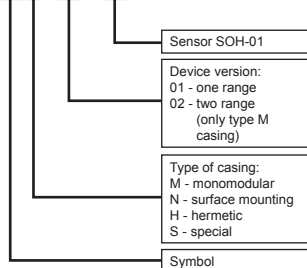 Sensor SOH-01
Device version:
01 - one range
02 - two range
(only type M
casing)
Type of casing:
M - monomodular
N - surface mounting
H - hermetic
S - special
Symbol